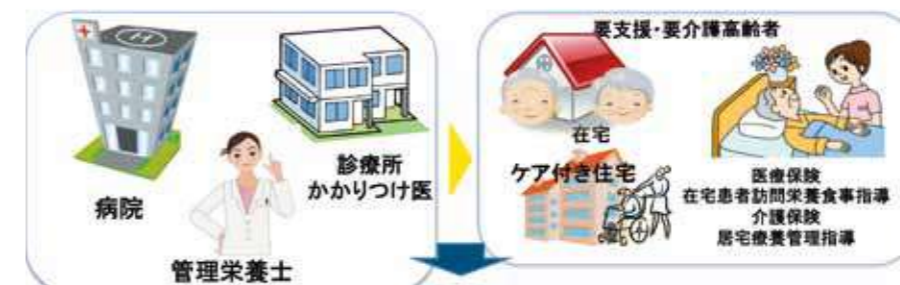 病院
診療所
かかりつけ医
管理栄養士
要支援・要介護高齢者
在宅
ケア付き住宅
医療保険
在宅患者訪問栄養食事指導
介護保険
居宅療養管理指導